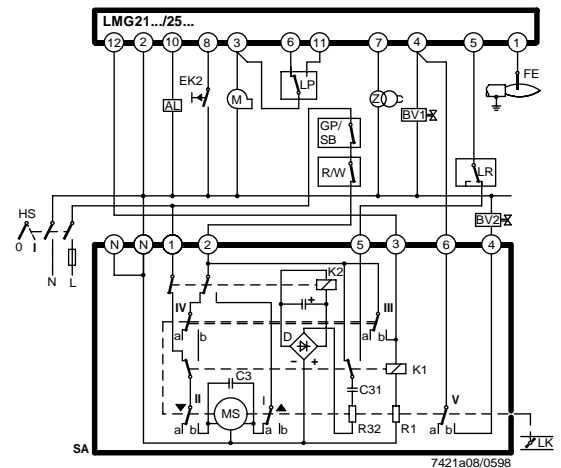 LMG21.../25...
12 2 10 8 3 6 11 7 4 5 1
EK2
LP
FE
AL
M
Z
BV1
GP/
SB
R/W
LR
HS
0 I
N L
BV2
N N 1 2 5 3 6 4
K2
IV
III
a b
a b
D
+
- +
K1
C3
C31
II
I
V
MS
a b
a b
R32
R1
a b
LK
SA
7421a08/0598